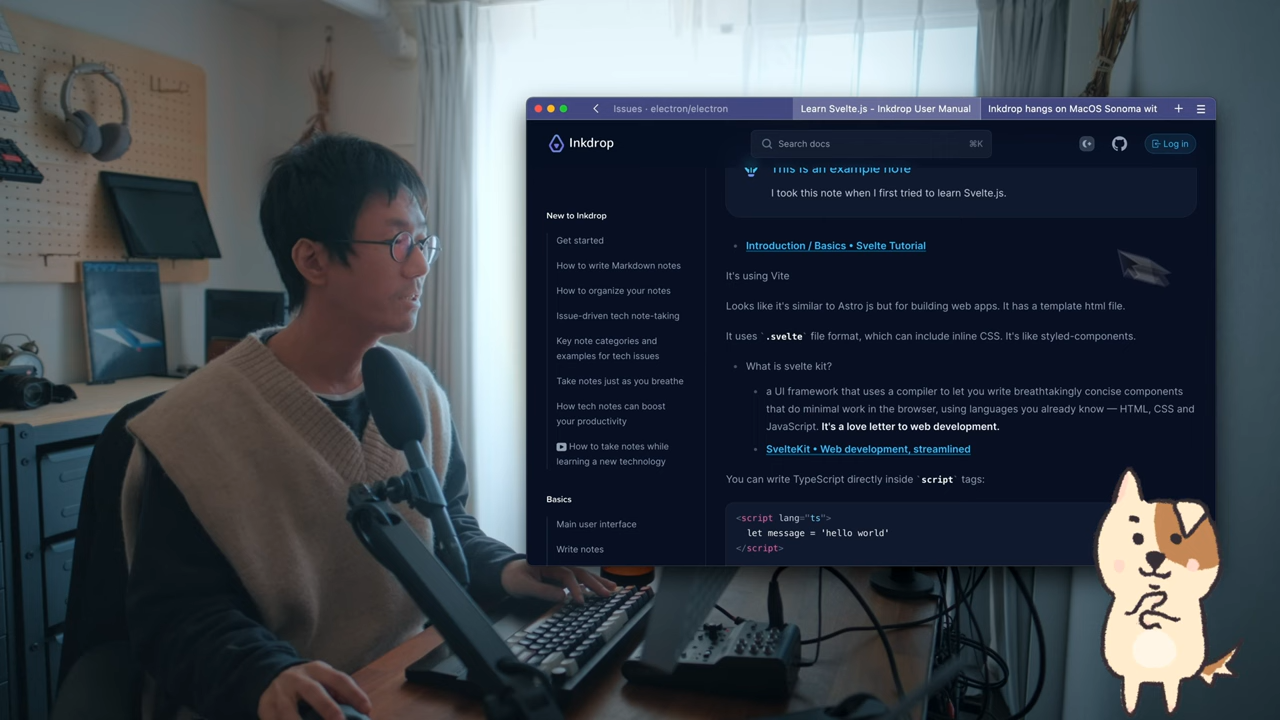 Issues · electron/electron
Learn Svelte.js - Inkdrop User Manual
Inkdrop hangs on MacOS Sonoma wit
Inkdrop
Search docs
⌘K
Log in
New to Inkdrop
Get started
How to write Markdown notes
How to organize your notes
Issue-driven tech note-taking
Key note categories and
examples for tech issues
Take notes just as you breathe
How tech notes can boost
your productivity
How to take notes while
learning a new technology
Basics
Main user interface
Write notes
This is an example note
I took this note when I first tried to learn Svelte.js.
Introduction / Basics • Svelte Tutorial
It's using Vite
Looks like it's similar to Astro js but for building web apps. It has a template html file.
It uses `.svelte` file format, which can include inline CSS. It's like styled-components.
What is svelte kit?
a UI framework that uses a compiler to let you write breathtakingly concise components
that do minimal work in the browser, using languages you already know — HTML, CSS and
JavaScript. It's a love letter to web development.
SvelteKit • Web development, streamlined
You can write TypeScript directly inside `script` tags:
<script lang="ts">
let message = 'hello world'
</script>